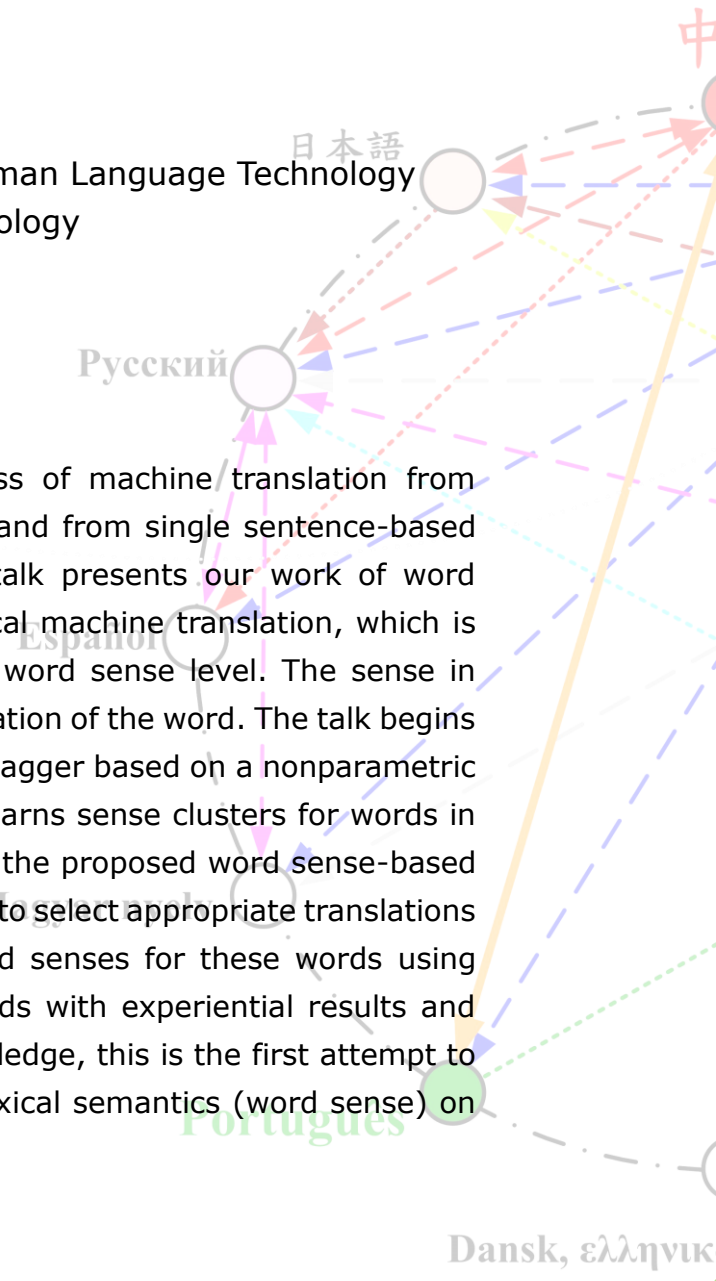 中
日本語
man Language Technology
ology
Русский
ss of machine translation from
and from single sentence-based
talk presents our work of word
cal machine translation, which is
Español
word sense level. The sense in
ation of the word. The talk begins
agger based on a nonparametric
arns sense clusters for words in
the proposed word sense-based
Magyar nyelv
to select appropriate translations
d senses for these words using
ds with experiential results and
ledge, this is the first attempt to
xical semantics (word sense) on
Português
Dansk, ελληνικ